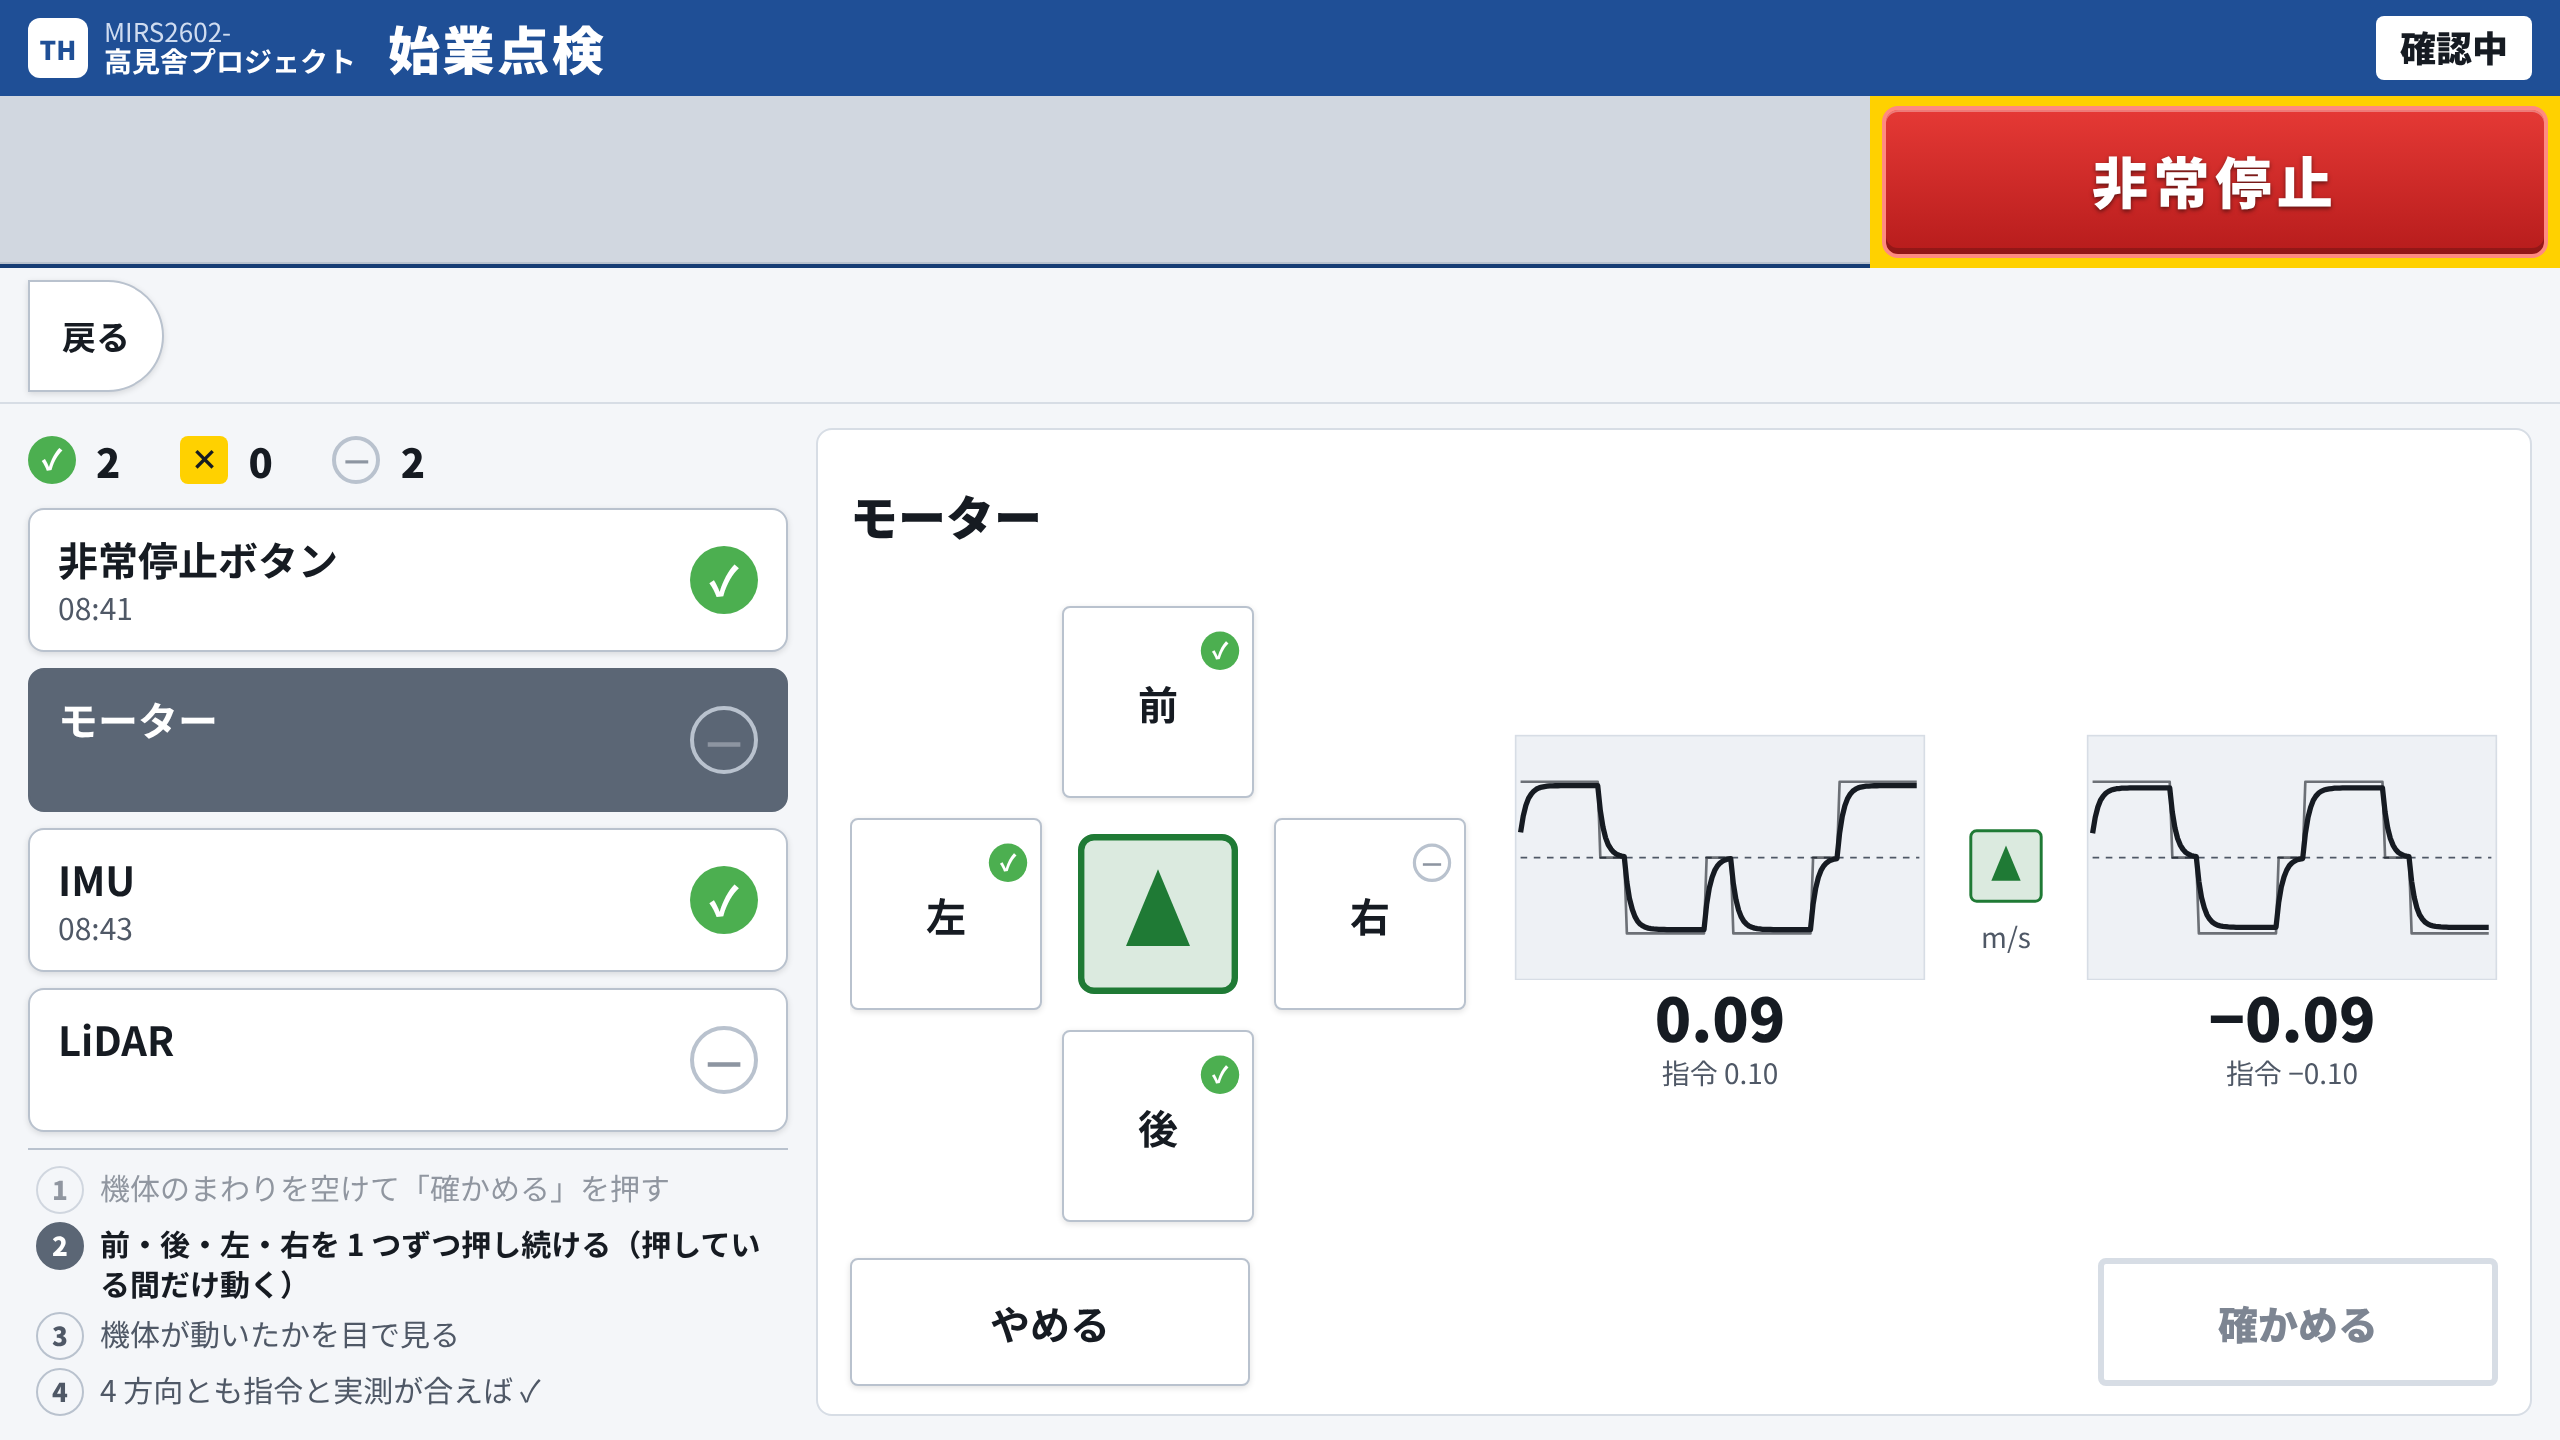 TH
MIRS2602-
高見舎プロジェクト
始業点検
確認中
非常停止
戻る
✓ 2
✕ 0
— 2
非常停止ボタン
08:41
モーター
IMU
08:43
LiDAR
1 機体のまわりを空けて「確かめる」を押す
2 前・後・左・右を 1 つずつ押し続ける（押してい
る間だけ動く）
3 機体が動いたかを目で見る
4 4 方向とも指令と実測が合えば ✓
モーター
前
左
右
後
m/s
0.09
指令 0.10
−0.09
指令 −0.10
やめる
確かめる